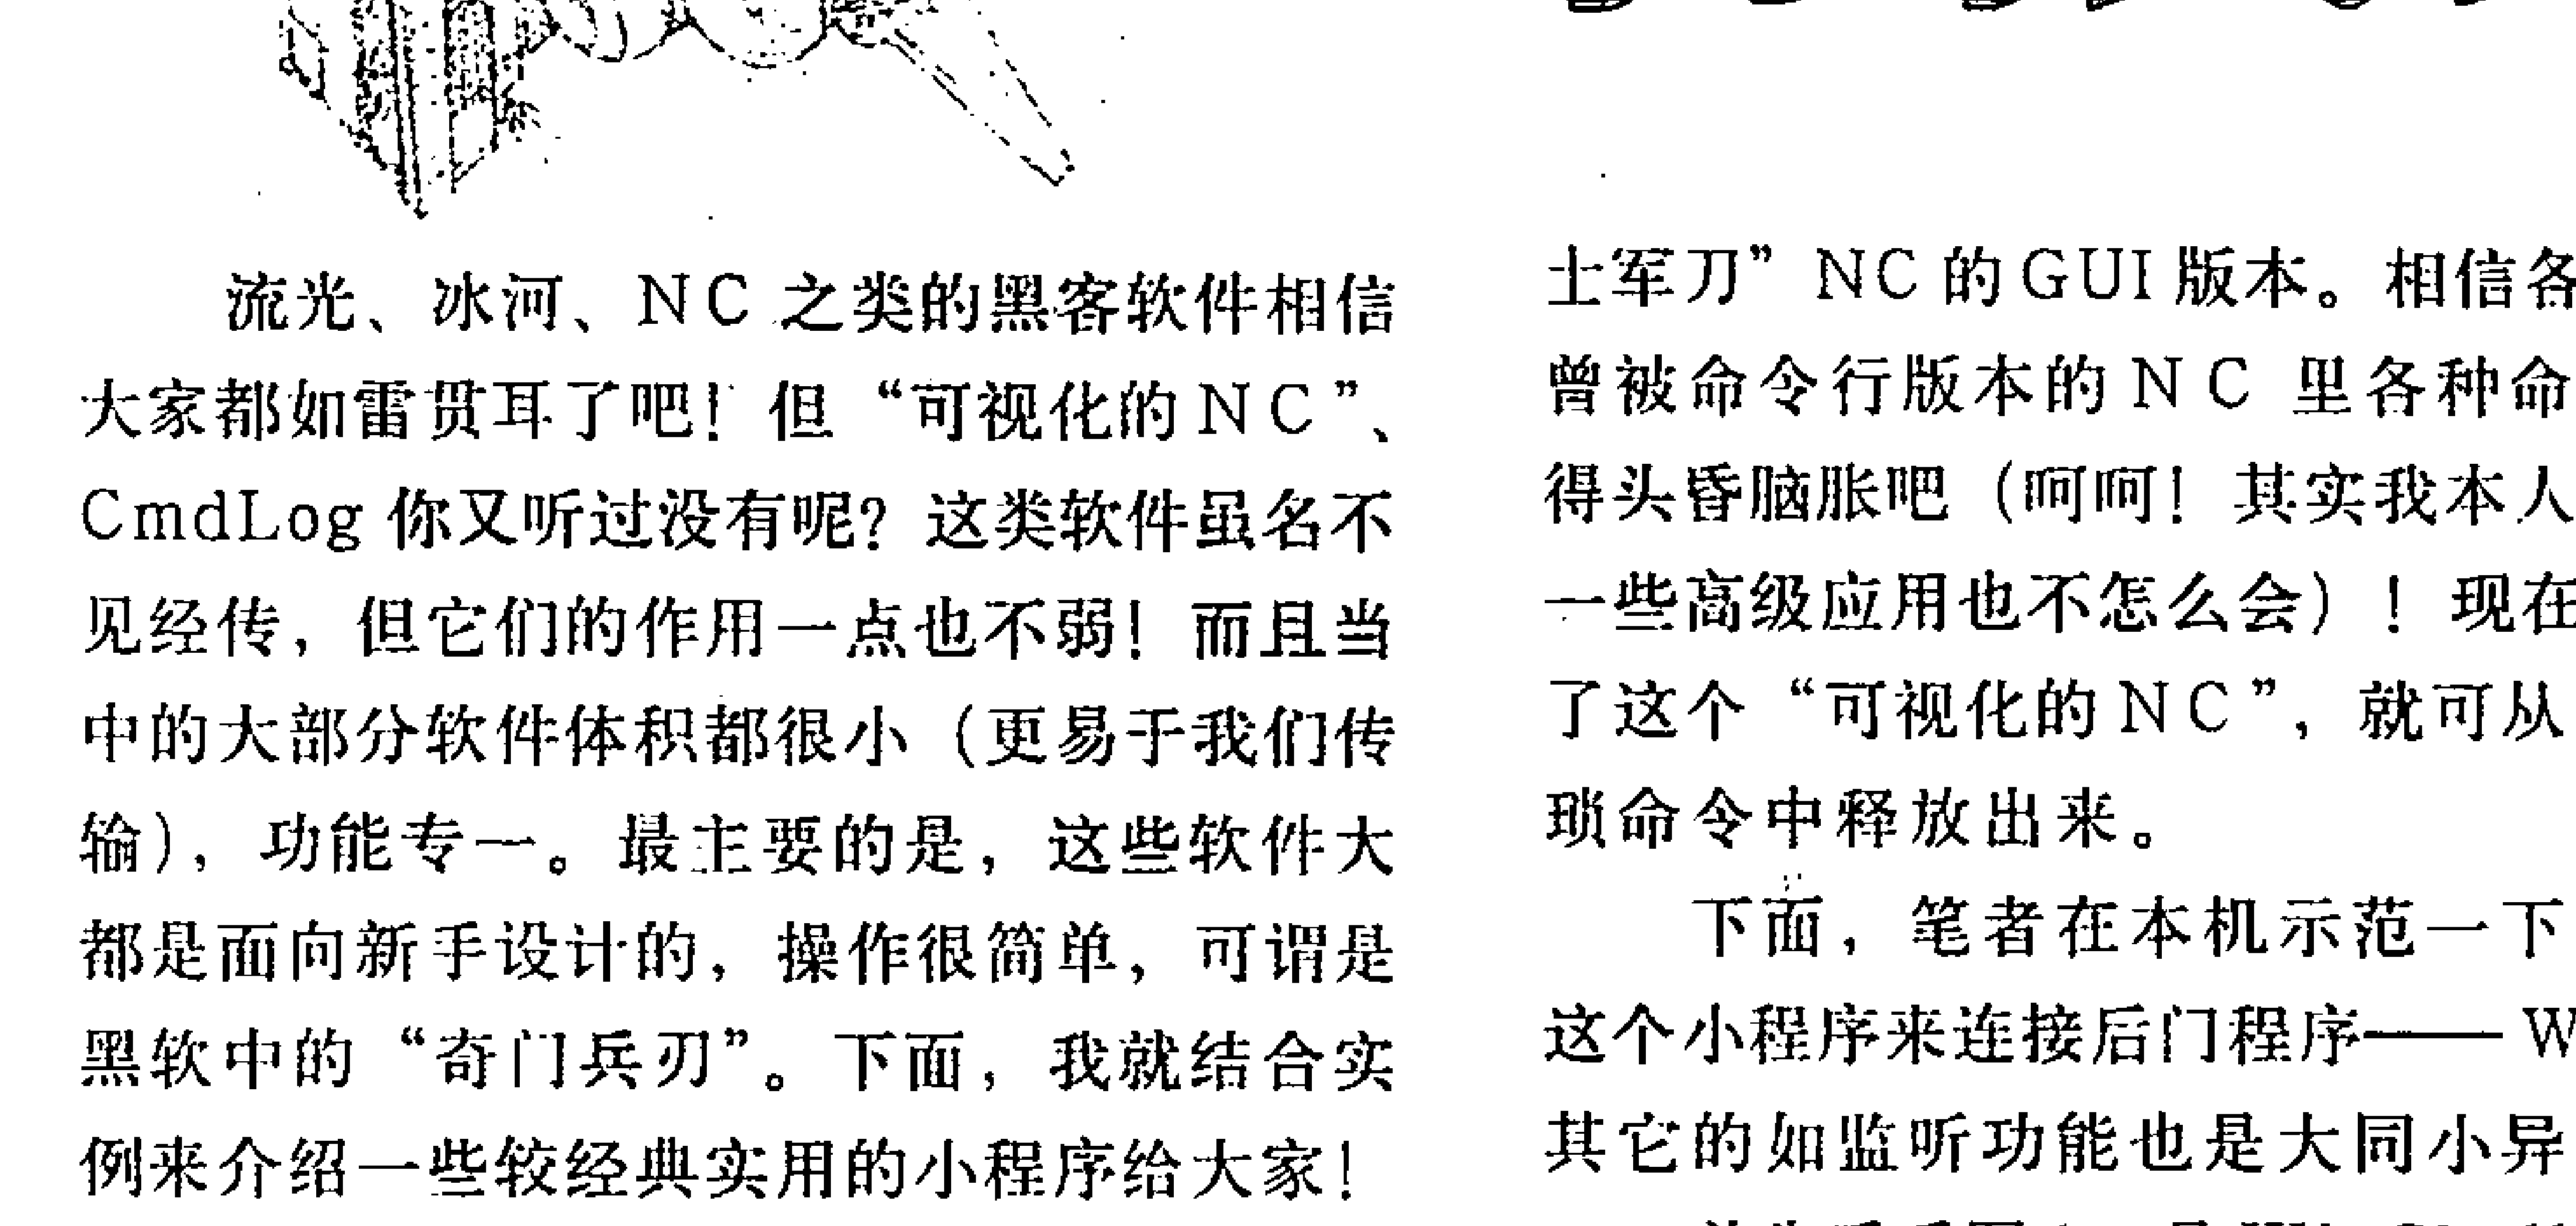 流光、冰河、NC 之类的黑客软件相信
大家都如雷贯耳了吧！但“可视化的NC”、
CmdLog 你又听过没有呢？这类软件虽名不
见经传，但它们的作用一点也不弱！而且当
中的大部分软件体积都很小（更易于我们传
输），功能专一。最主要的是，这些软件大
都是面向新手设计的，操作很简单，可谓是
黑软中的“奇门兵刃”。下面，我就结合实
例来介绍一些较经典实用的小程序给大家！
士军刀”NC 的GUI版本。相信各
曾被命令行版本的NC 里各种命
得头昏脑胀吧（呵呵！其实我本人
一些高级应用也不怎么会）！现在
了这个“可视化的NC”，就可从
琐命令中释放出来。
下面，笔者在本机示范一下
这个小程序来连接后门程序——W
其它的如监听功能也是大同小异